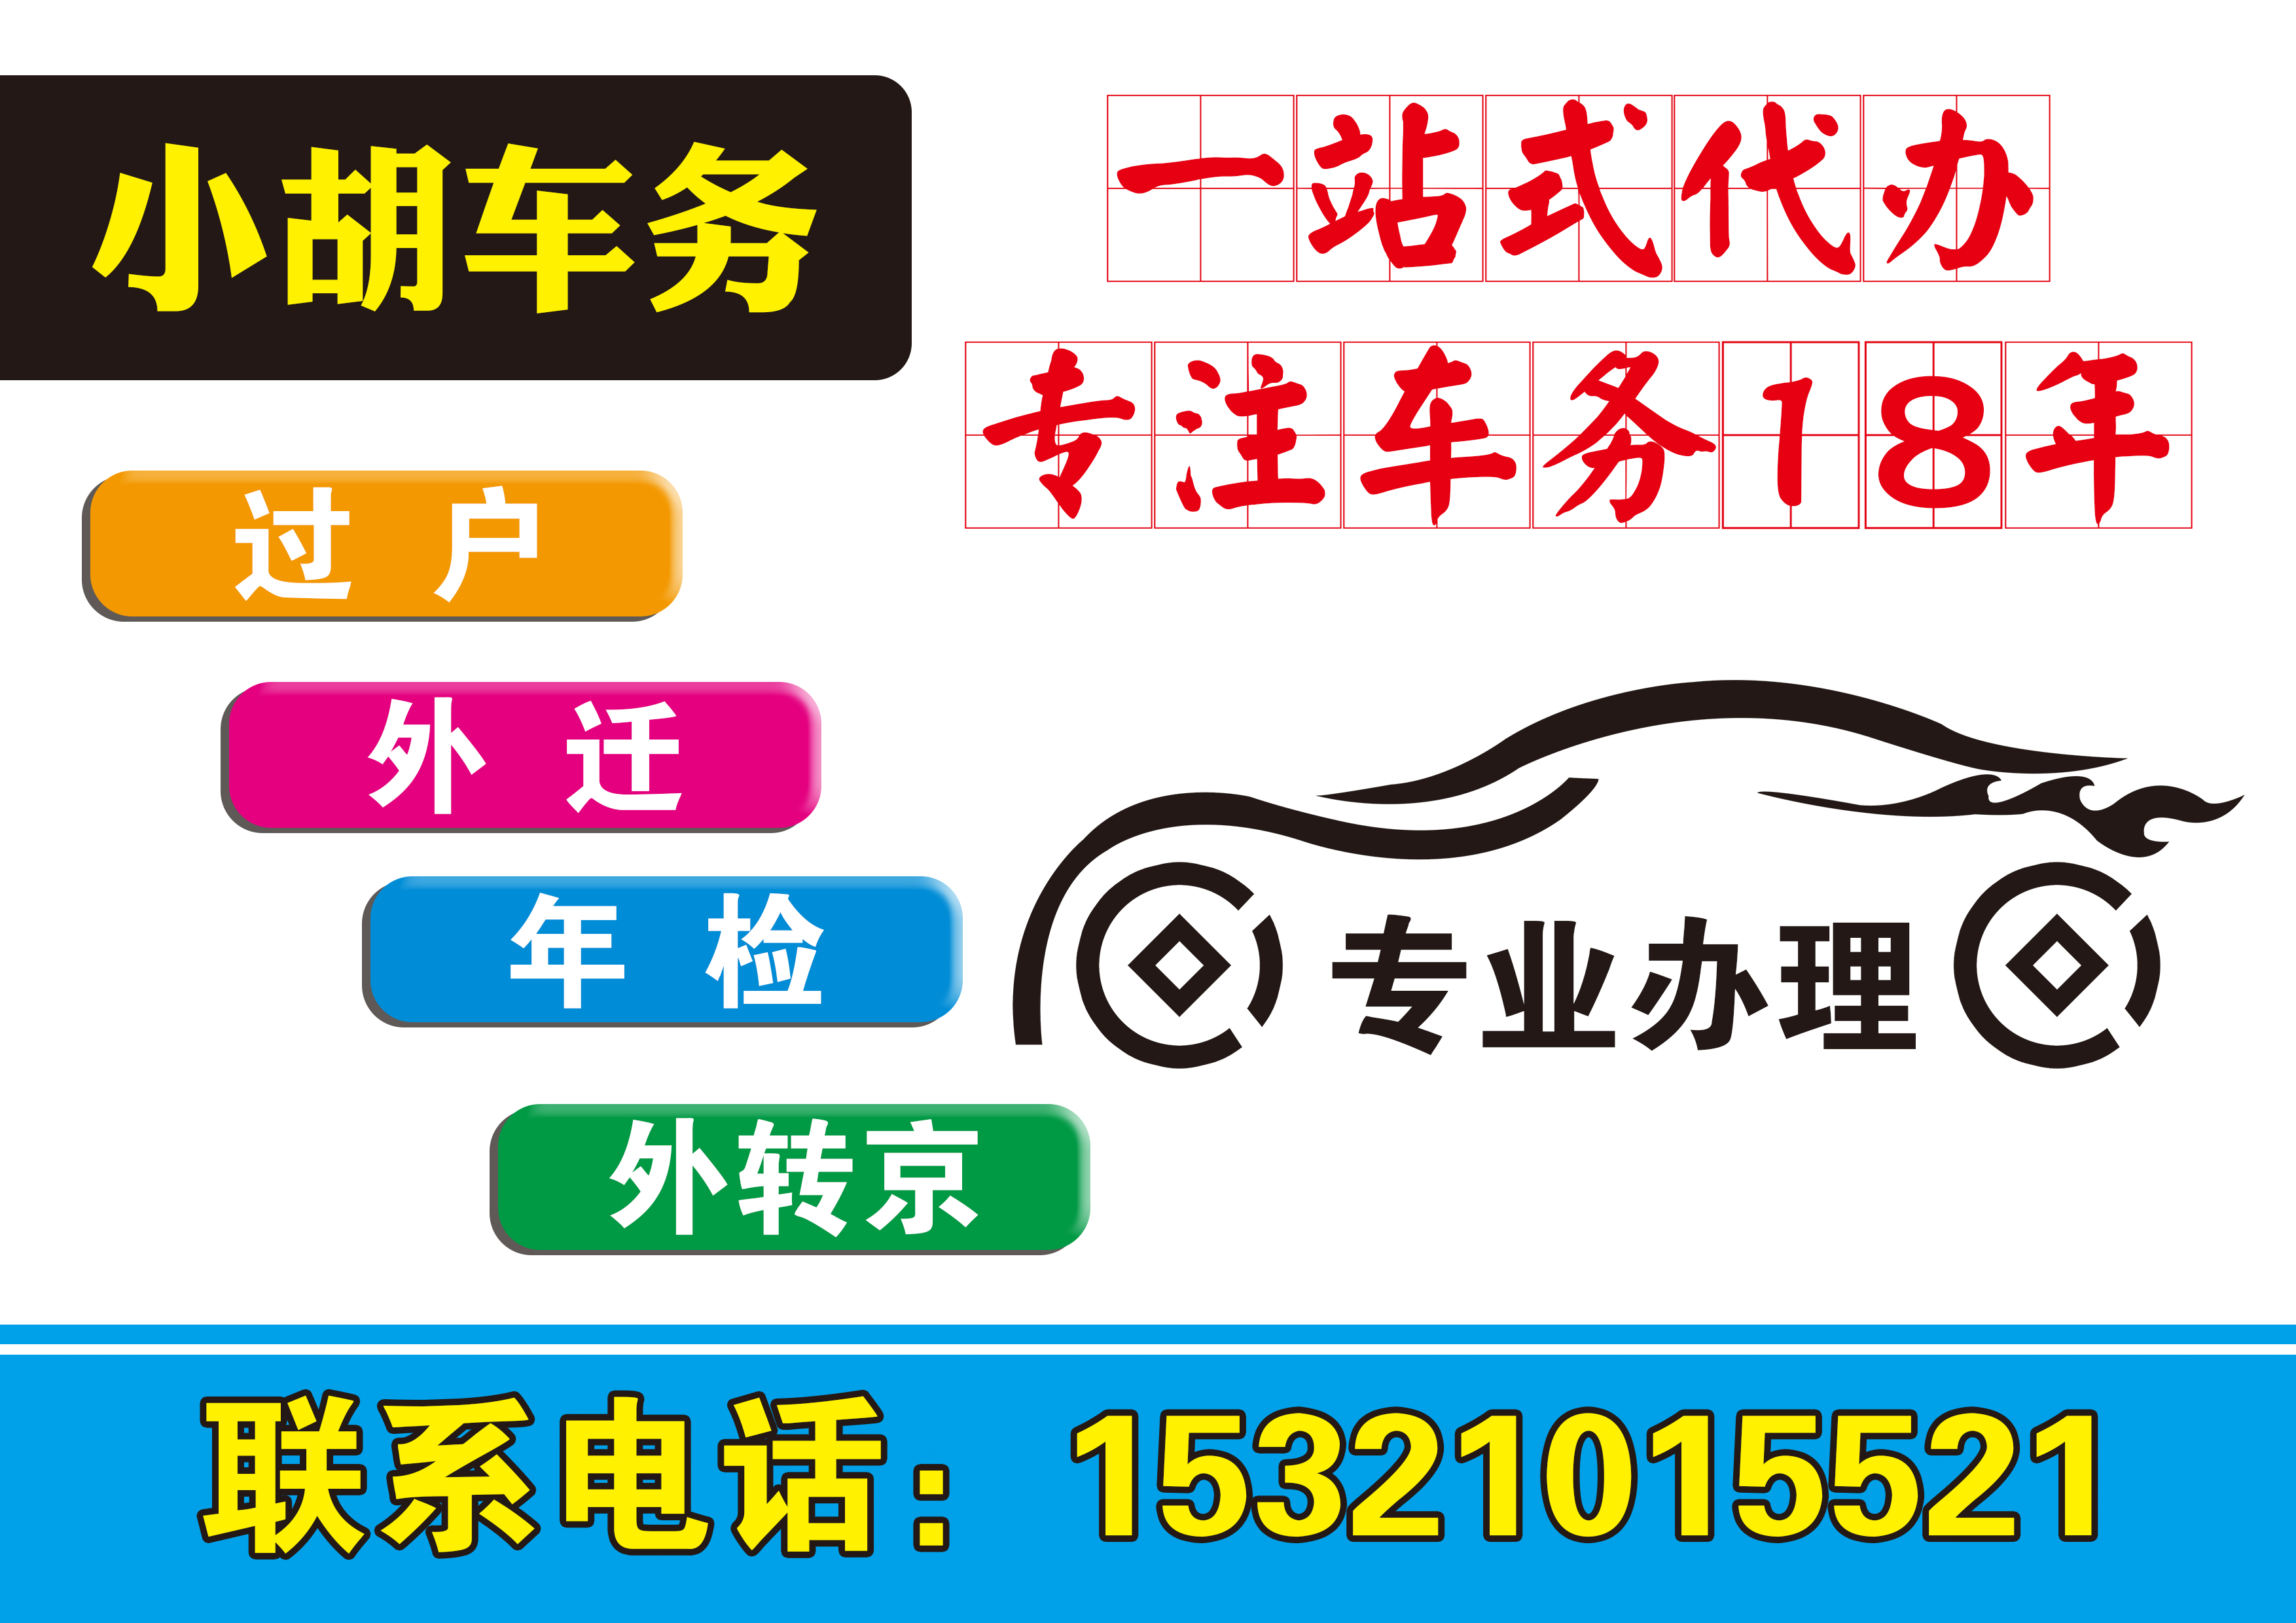 小胡车务
一站式代办
专注车务18年
过 户
外 迁
年 检
外转京
专业办理
联系电话：15321015521